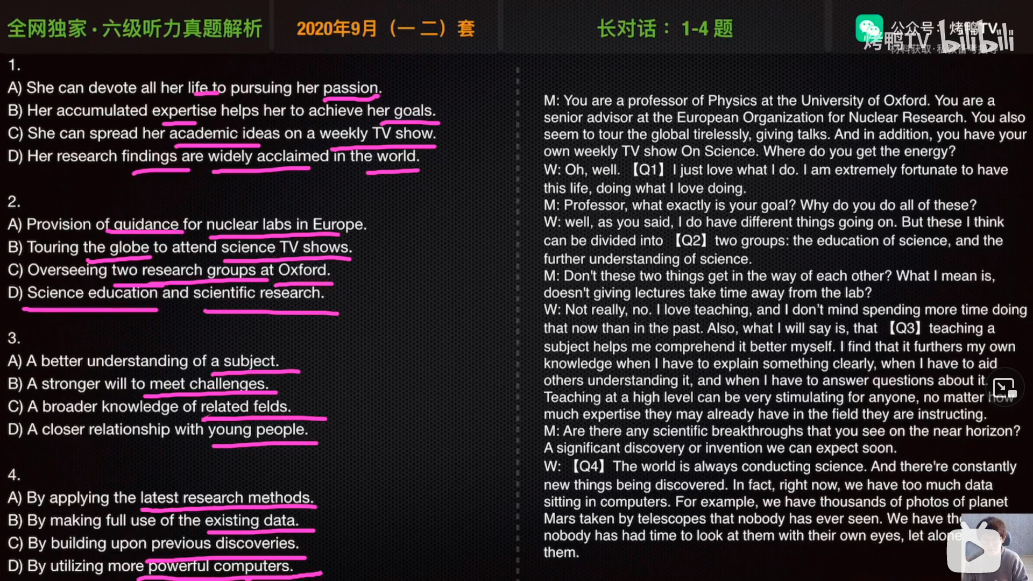 全网独家·六级听力真题解析
2020年9月（一 二）套
长对话： 1-4 题
公众号：烤鸭TV
烤鸭TV. bilibili
1.
A) She can devote all her life to pursuing her passion.
B) Her accumulated expertise helps her to achieve her goals.
C) She can spread her academic ideas on a weekly TV show.
D) Her research findings are widely acclaimed in the world.
2.
A) Provision of guidance for nuclear labs in Europe.
B) Touring the globe to attend science TV shows.
C) Overseeing two research groups at Oxford.
D) Science education and scientific research.
3.
A) A better understanding of a subject.
B) A stronger will to meet challenges.
C) A broader knowledge of related felds.
D) A closer relationship with young people.
4.
A) By applying the latest research methods.
B) By making full use of the existing data.
C) By building upon previous discoveries.
D) By utilizing more powerful computers.
M: You are a professor of Physics at the University of Oxford. You are a
senior advisor at the European Organization for Nuclear Research. You also
seem to tour the global tirelessly, giving talks. And in addition, you have your
own weekly TV show On Science. Where do you get the energy?
W: Oh, well. 【Q1】I just love what I do. I am extremely fortunate to have
this life, doing what I love doing.
M: Professor, what exactly is your goal? Why do you do all of these?
W: well, as you said, I do have different things going on. But these I think
can be divided into 【Q2】two groups: the education of science, and the
further understanding of science.
M: Don't these two things get in the way of each other? What I mean is,
doesn't giving lectures take time away from the lab?
W: Not really, no. I love teaching, and I don't mind spending more time doing
that now than in the past. Also, what I will say is, that 【Q3】teaching a
subject helps me comprehend it better myself. I find that it furthers my own
knowledge when I have to explain something clearly, when I have to aid
others understanding it, and when I have to answer questions about it.
Teaching at a high level can be very stimulating for anyone, no matter how
much expertise they may already have in the field they are instructing.
M: Are there any scientific breakthroughs that you see on the near horizon?
A significant discovery or invention we can expect soon.
W: 【Q4】The world is always conducting science. And there're constantly
new things being discovered. In fact, right now, we have too much data
sitting in computers. For example, we have thousands of photos of planet
Mars taken by telescopes that nobody has ever seen. We have the
nobody has had time to look at them with their own eyes, let alone
them.